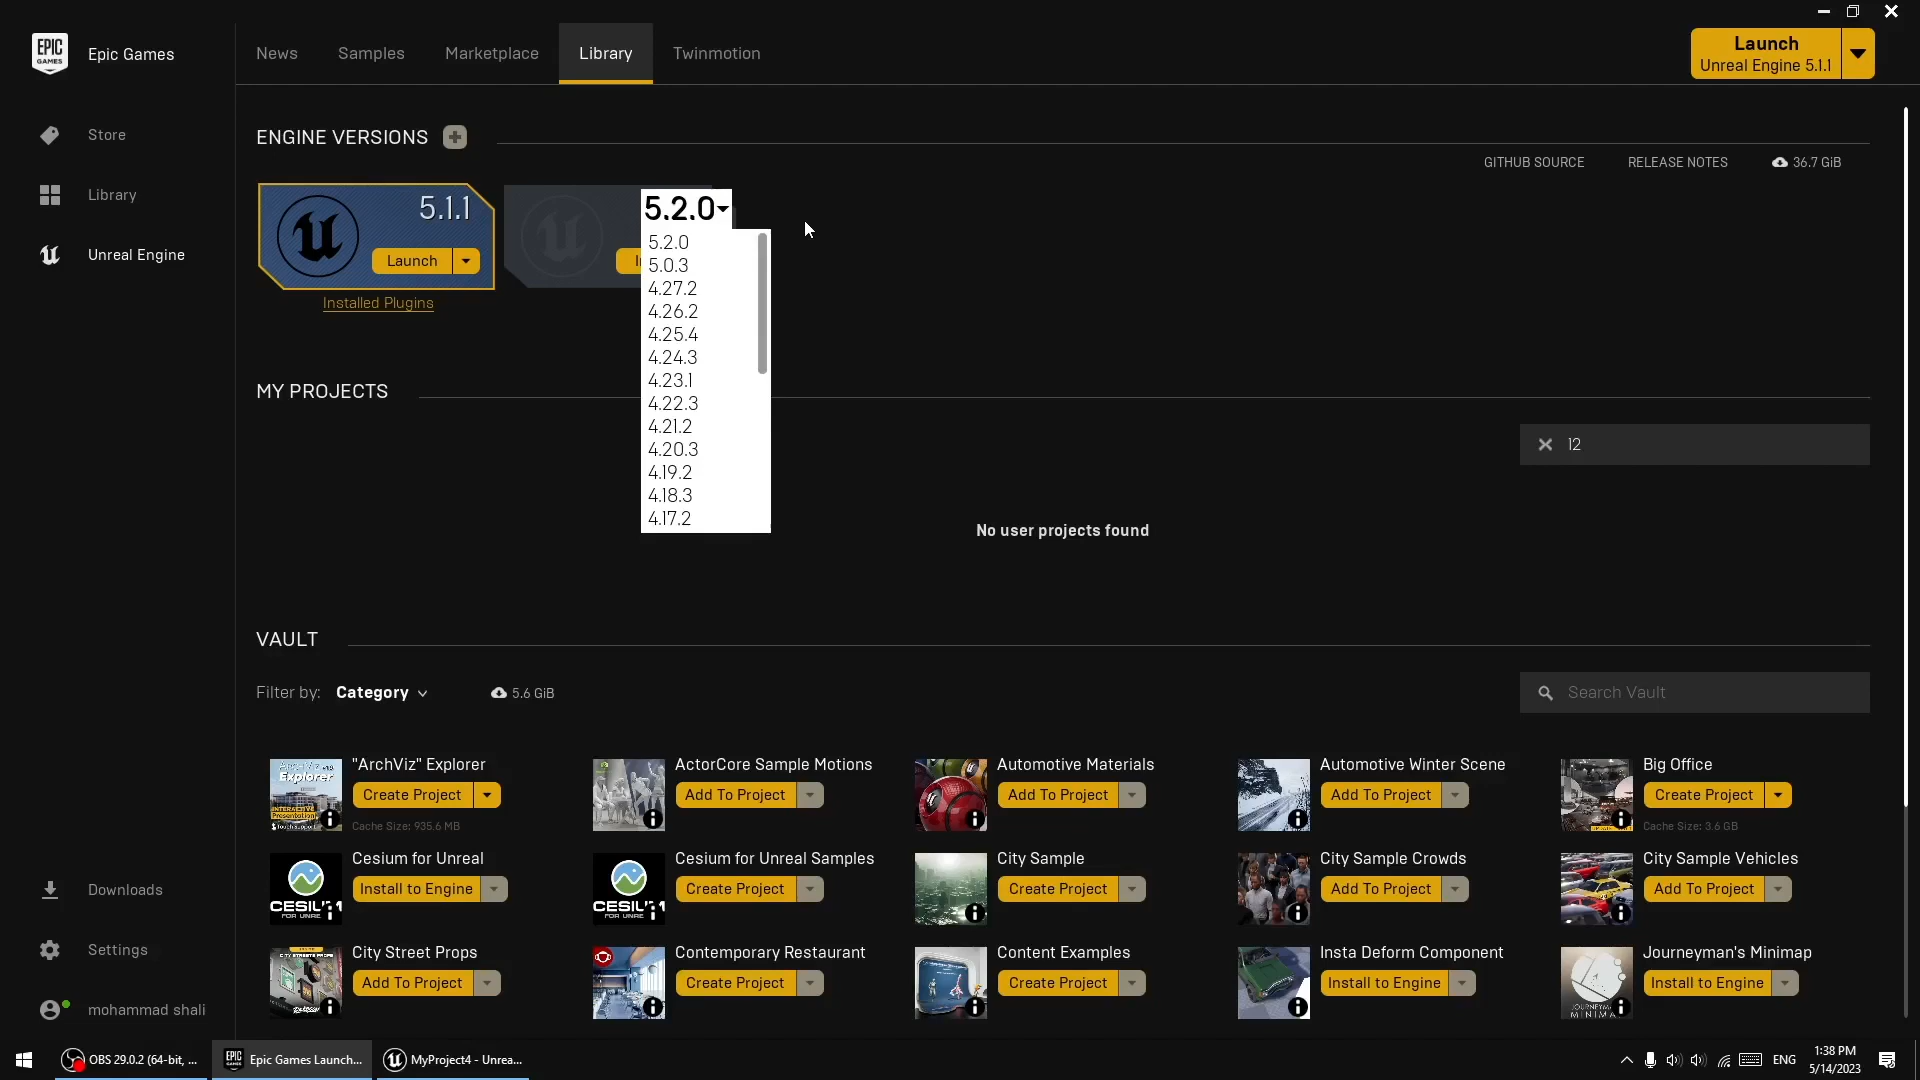 EPIC GAMES
Epic Games
News
Samples
Marketplace
Library
Twinmotion
Launch
Unreal Engine 5.1.1
Store
Library
Unreal Engine
Downloads
Settings
mohammad shali
ENGINE VERSIONS
GITHUB SOURCE
RELEASE NOTES
36.7 GiB
5.1.1
Launch
Installed Plugins
5.2.0
5.2.0
5.0.3
4.27.2
4.26.2
4.25.4
4.24.3
4.23.1
4.22.3
4.21.2
4.20.3
4.19.2
4.18.3
4.17.2
MY PROJECTS
12
No user projects found
VAULT
Filter by: Category
5.6 GiB
Search Vault
"ArchViz" Explorer
Create Project
Cache Size: 935.6 MB
ActorCore Sample Motions
Add To Project
Automotive Materials
Add To Project
Automotive Winter Scene
Add To Project
Big Office
Create Project
Cache Size: 3.6 GB
Cesium for Unreal
Install to Engine
Cesium for Unreal Samples
Create Project
City Sample
Create Project
City Sample Crowds
Add To Project
City Sample Vehicles
Add To Project
City Street Props
Add To Project
Contemporary Restaurant
Create Project
Content Examples
Create Project
Insta Deform Component
Install to Engine
Journeyman's Minimap
Install to Engine
OBS 29.0.2 (64-bit, ...
Epic Games Launch...
MyProject4 - Unrea...
ENG
1:38 PM
5/14/2023